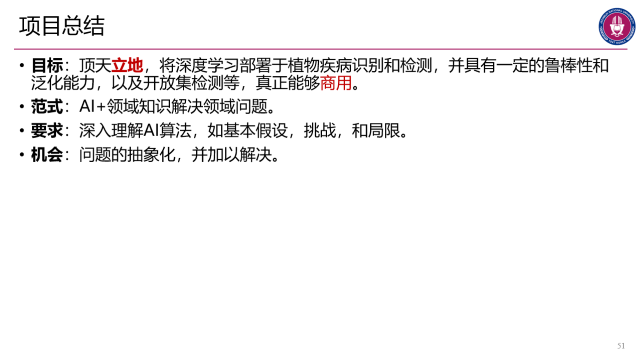 项目总结
• 目标：顶天立地，将深度学习部署于植物疾病识别和检测，并具有一定的鲁棒性和
泛化能力，以及开放集检测等，真正能够商用。
• 范式：AI+领域知识解决领域问题。
• 要求：深入理解AI算法，如基本假设，挑战，和局限。
• 机会：问题的抽象化，并加以解决。
51